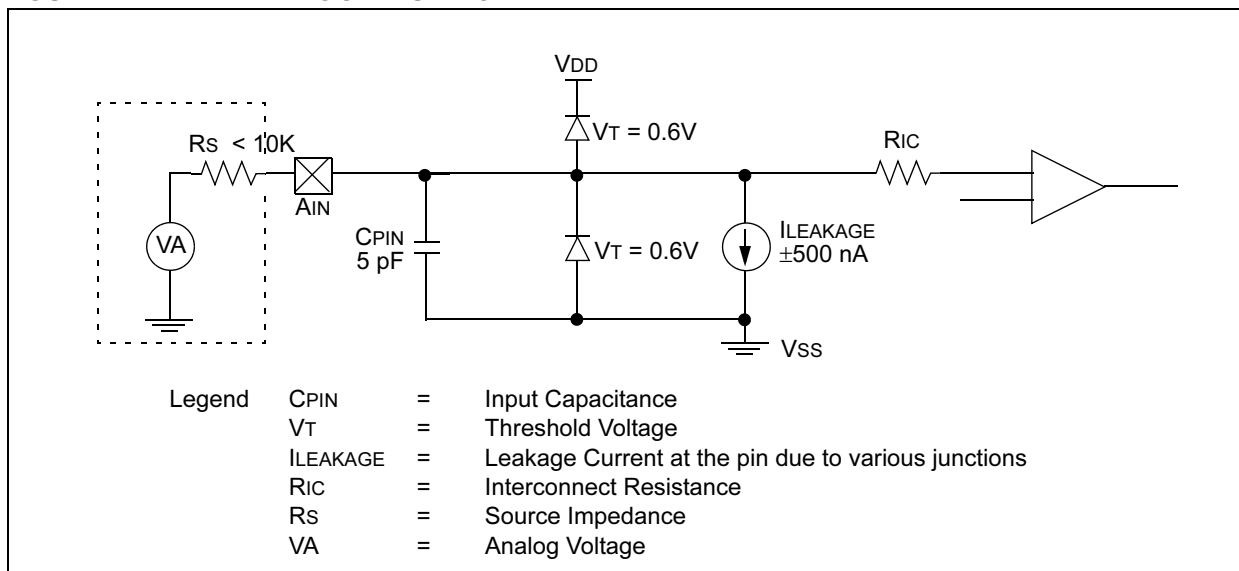 VDD
VT = 0.6V
RS < 10K
RIC
AIN
CPIN
5 pF
VT = 0.6V
ILEAKAGE
±500 nA
VA
VSS
Legend CPIN = Input Capacitance
VT = Threshold Voltage
ILEAKAGE = Leakage Current at the pin due to various junctions
RIC = Interconnect Resistance
RS = Source Impedance
VA = Analog Voltage